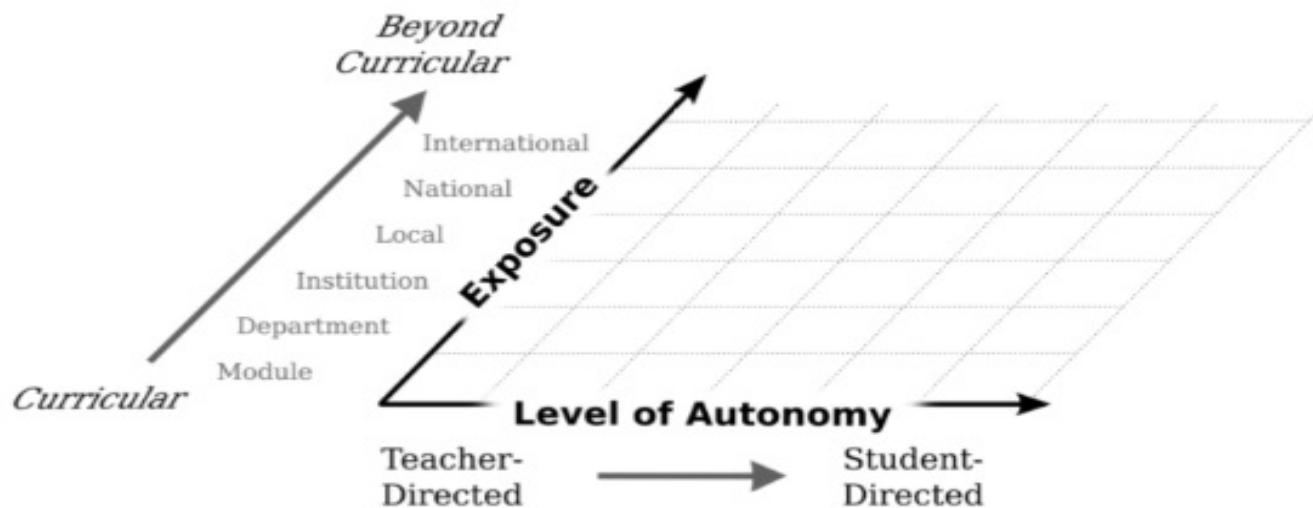 Beyond
Curricular
International
National
Local
Institution
Department
Module
Curricular
Exposure
Level of Autonomy
Teacher-
Directed
Student-
Directed